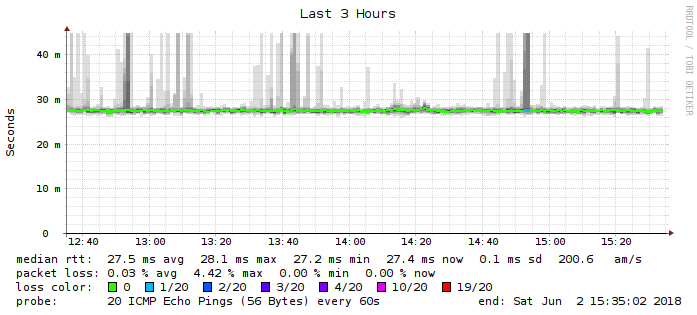 Last 3 Hours
RRDTOOL / TOBI OETIKER
Seconds
40 m
30 m
20 m
10 m
0
12:40 13:00 13:20 13:40 14:00 14:20 14:40 15:00 15:20
median rtt: 27.5 ms avg 28.1 ms max 27.2 ms min 27.4 ms now 0.1 ms sd 200.6 am/s
packet loss: 0.03 % avg 4.42 % max 0.00 % min 0.00 % now
loss color: 0 1/20 2/20 3/20 4/20 10/20 19/20
probe: 20 ICMP Echo Pings (56 Bytes) every 60s end: Sat Jun 2 15:35:02 2018